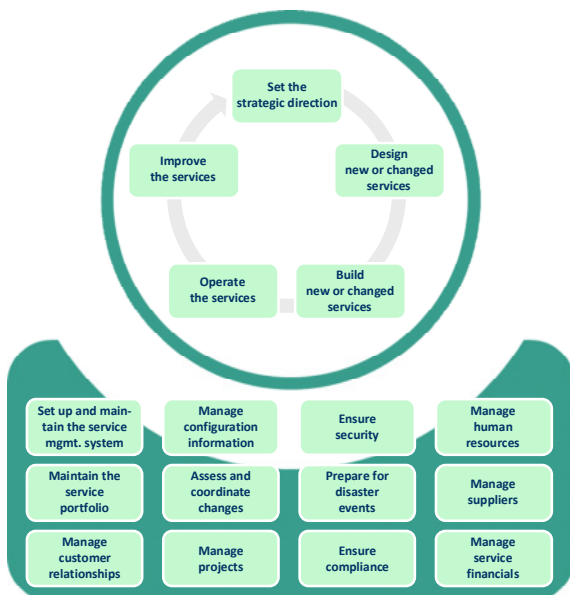 Set the
strategic direction
Improve
the services
Design
new or changed
services
Operate
the services
Build
new or changed
services
Set up and main-
tain the service
mgmt. system
Manage
configuration
information
Ensure
security
Manage
human
resources
Maintain the
service
portfolio
Assess and
coordinate
changes
Prepare for
disaster
events
Manage
suppliers
Manage
customer
relationships
Manage
projects
Ensure
compliance
Manage
service
financials